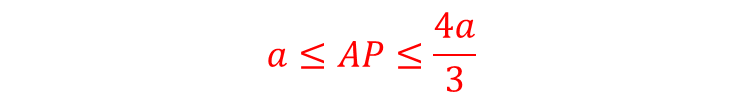 a ≤ AP ≤ 4a/3